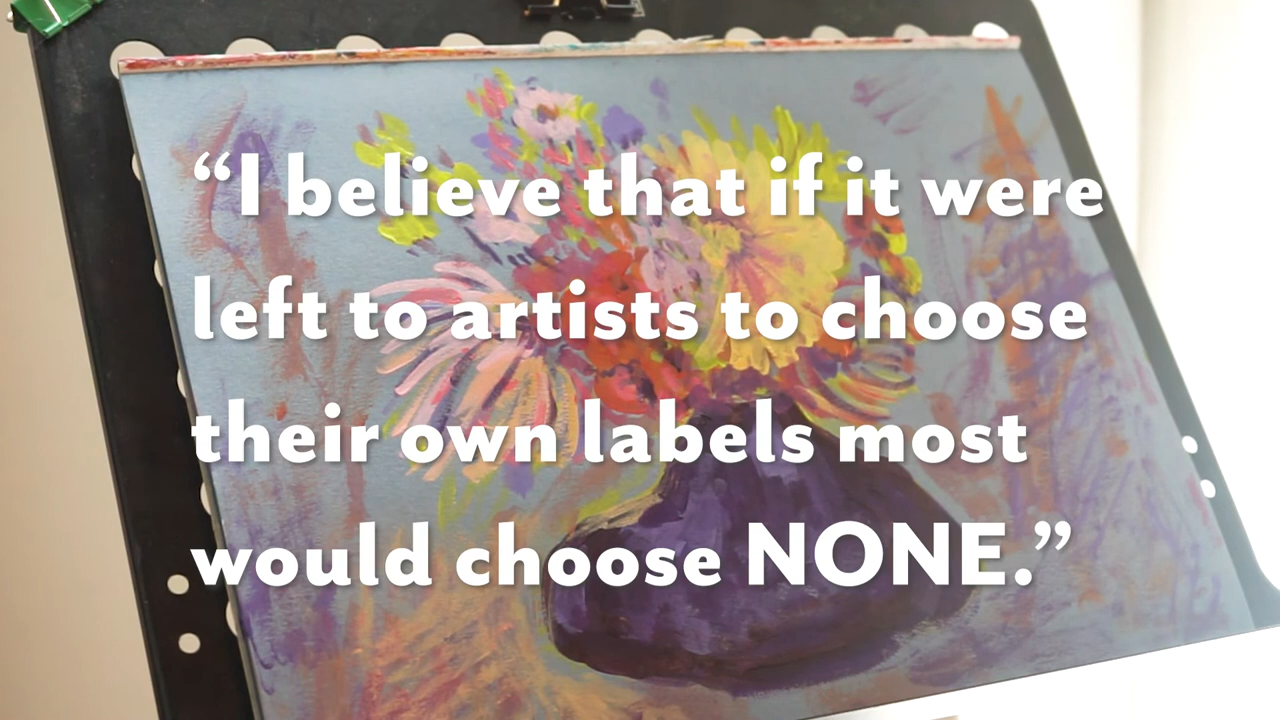 “I believe that if it were
left to artists to choose
their own labels most
would choose NONE.”